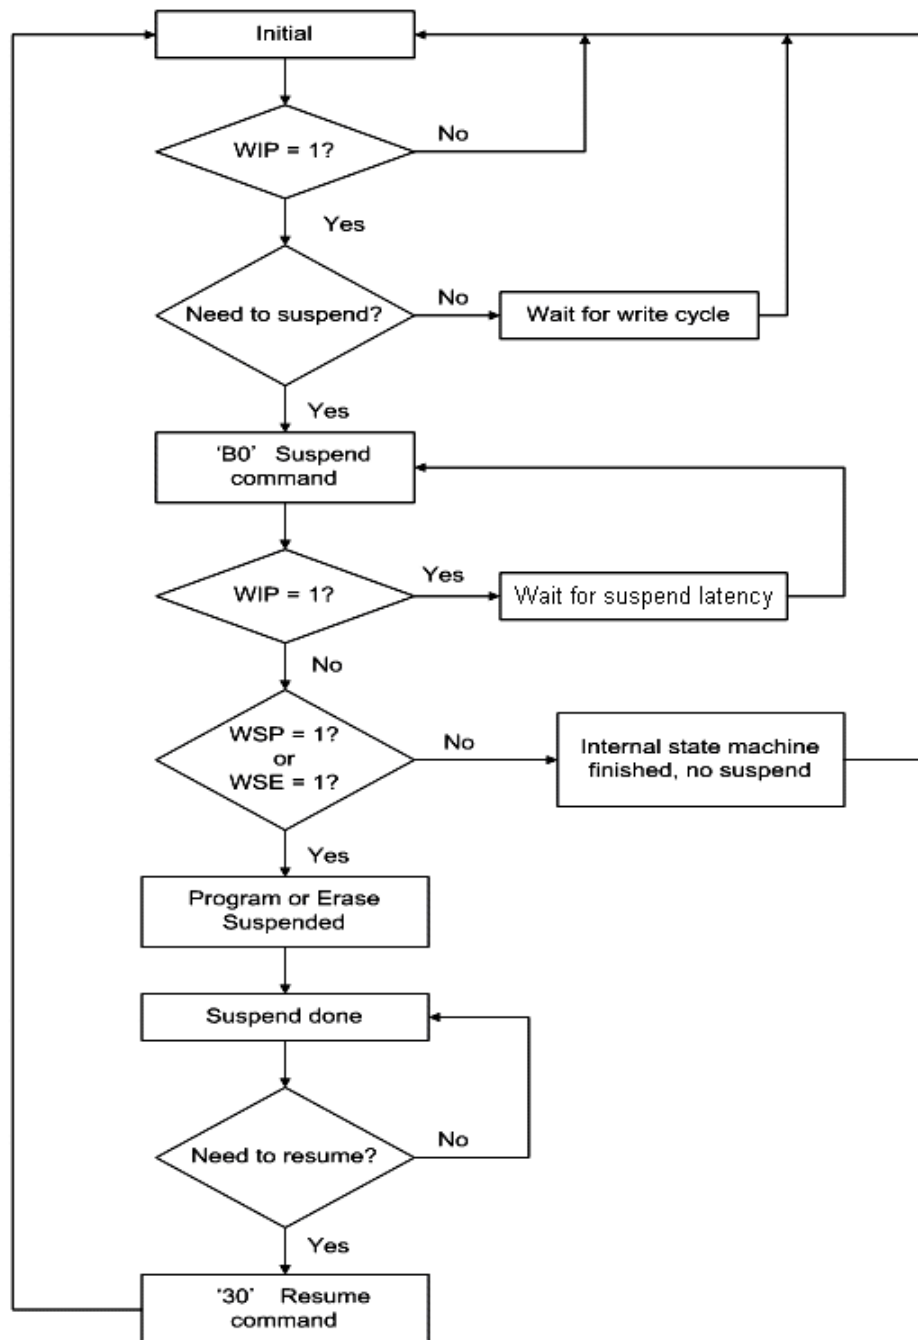 Initial
WIP = 1?
No
Yes
Need to suspend?
No
Wait for write cycle
Yes
‘B0’ Suspend
command
WIP = 1?
Yes
Wait for suspend latency
No
WSP = 1?
or
WSE = 1?
No
Internal state machine
finished, no suspend
Yes
Program or Erase
Suspended
Suspend done
Need to resume?
No
Yes
‘30’ Resume
command